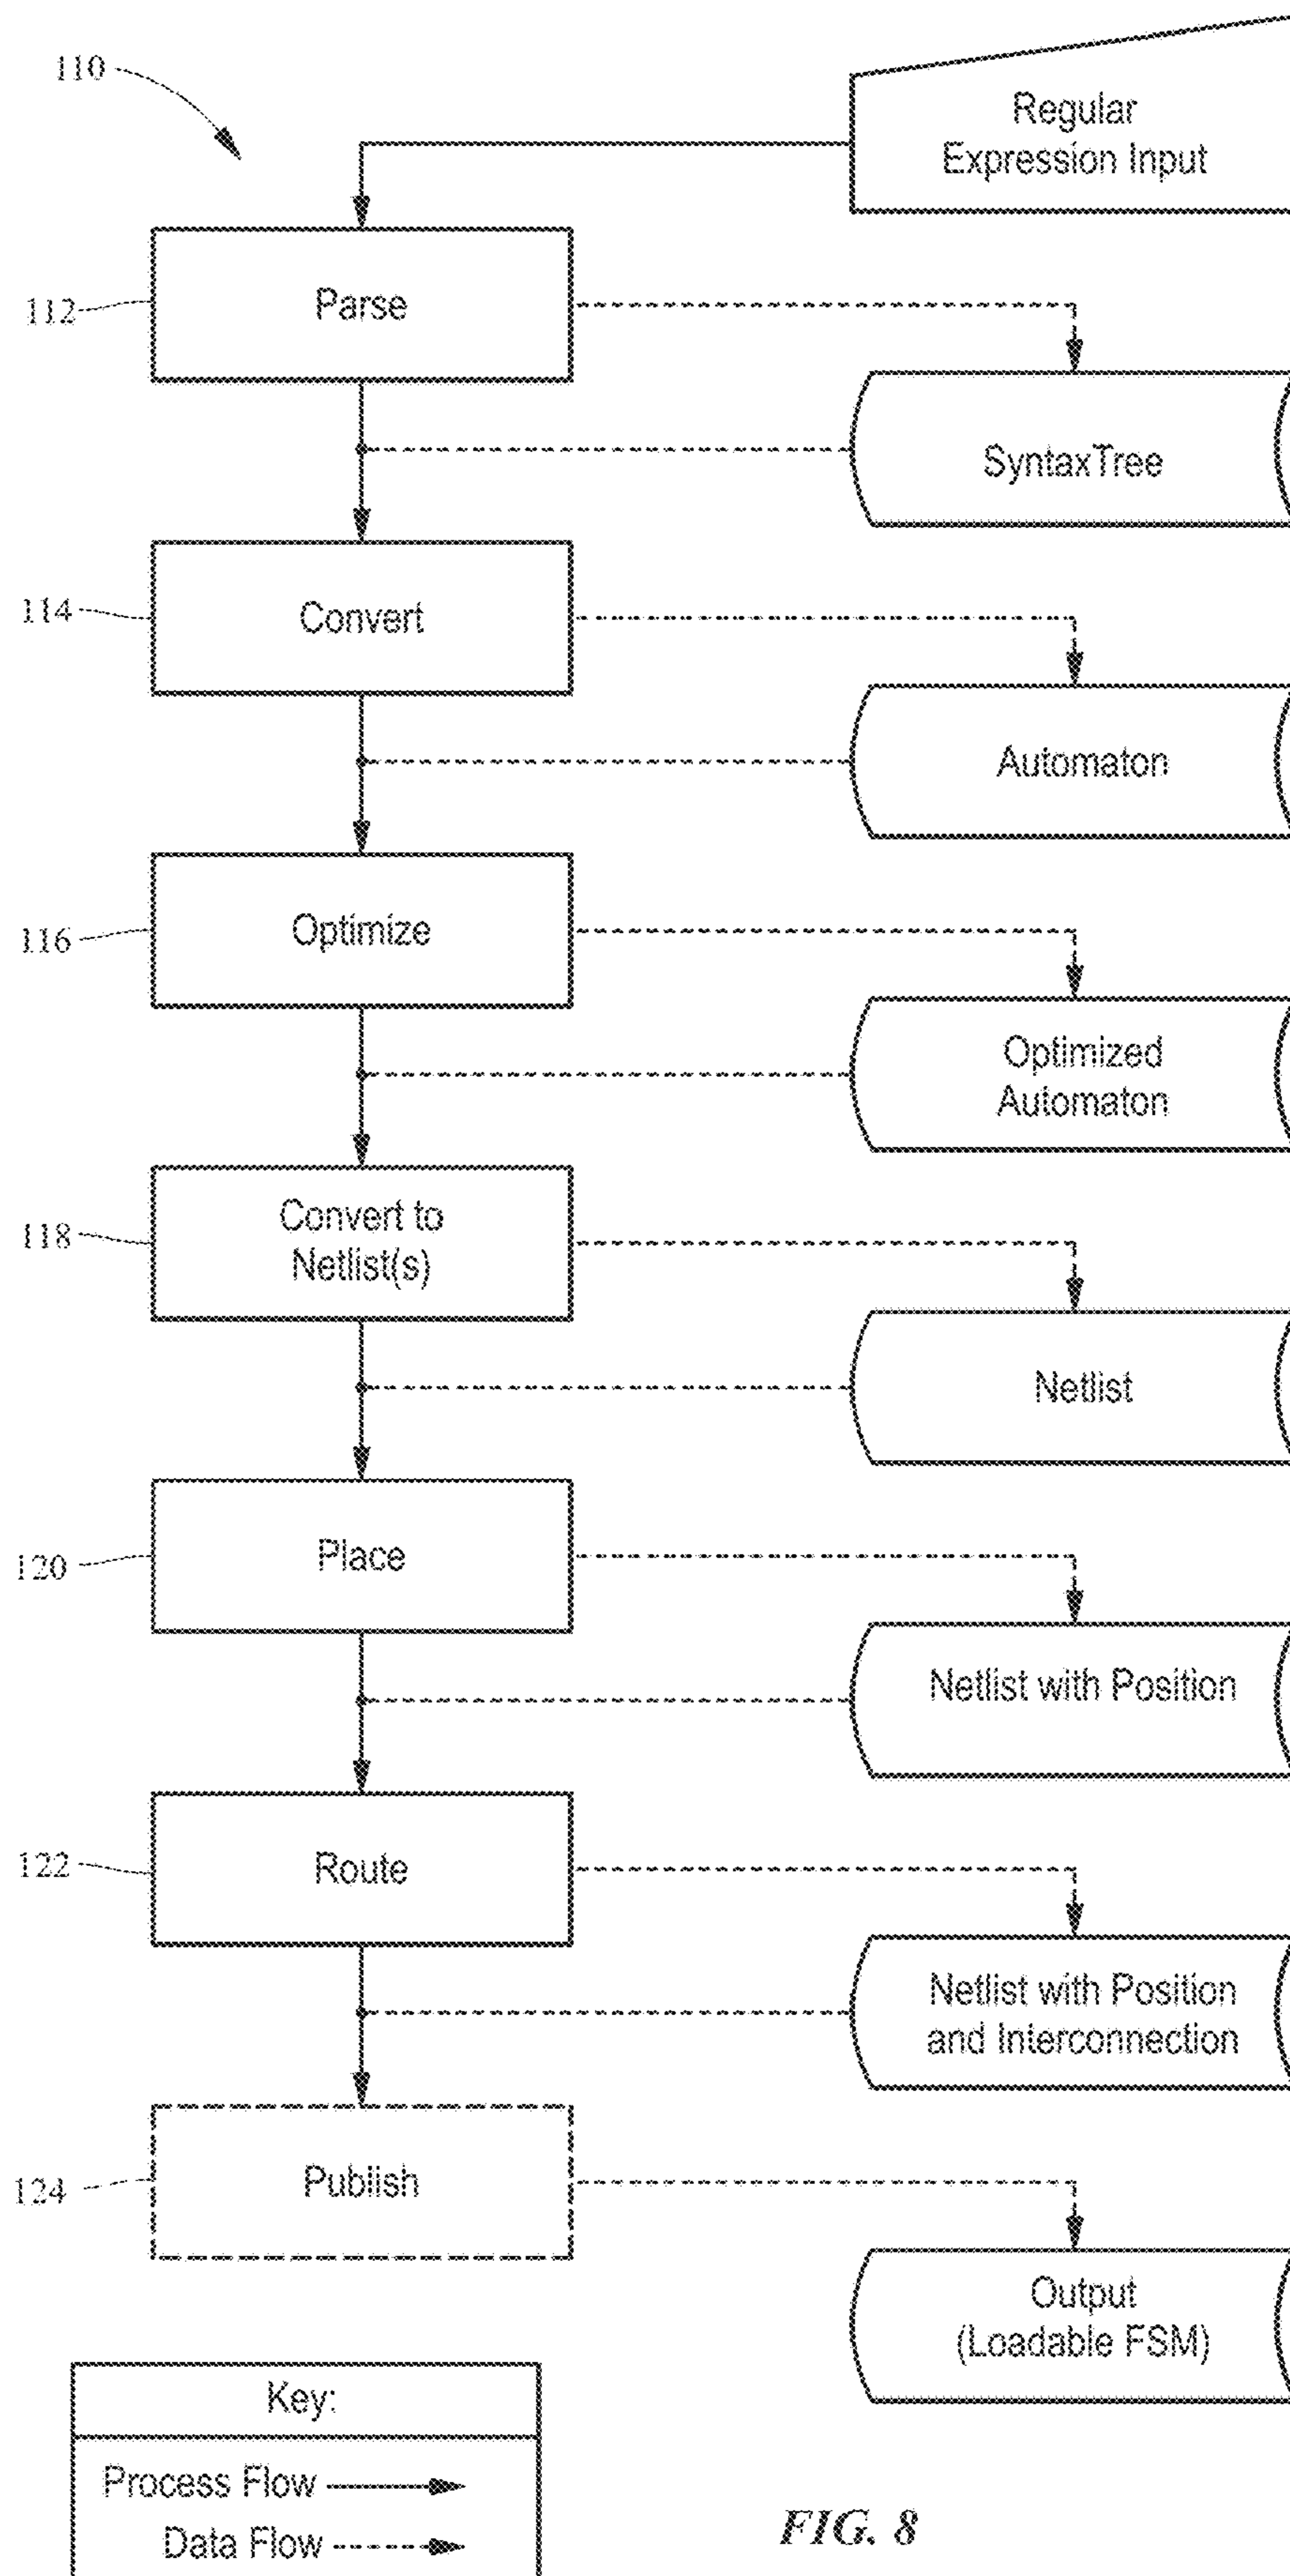 110
Regular
Expression Input
112
Parse
SyntaxTree
114
Convert
Automaton
116
Optimize
Optimized
Automaton
118
Convert to
Netlist(s)
Netlist
120
Place
Netlist with Position
122
Route
Netlist with Position
and Interconnection
124
Publish
Output
(Loadable FSM)
Key:
Process Flow
Data Flow
FIG. 8